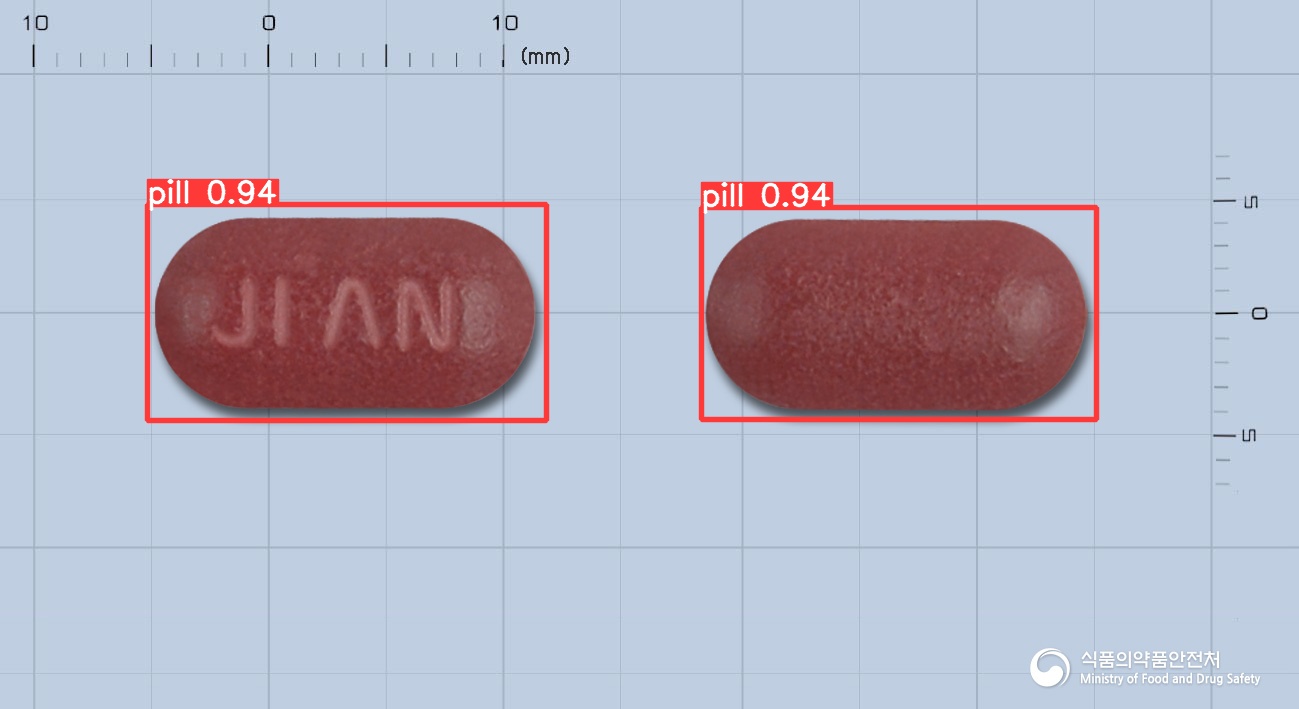 10 0 10
(mm)
pill 0.94
pill 0.94
JIAN
5
0
5
식품의약품안전처
Ministry of Food and Drug Safety